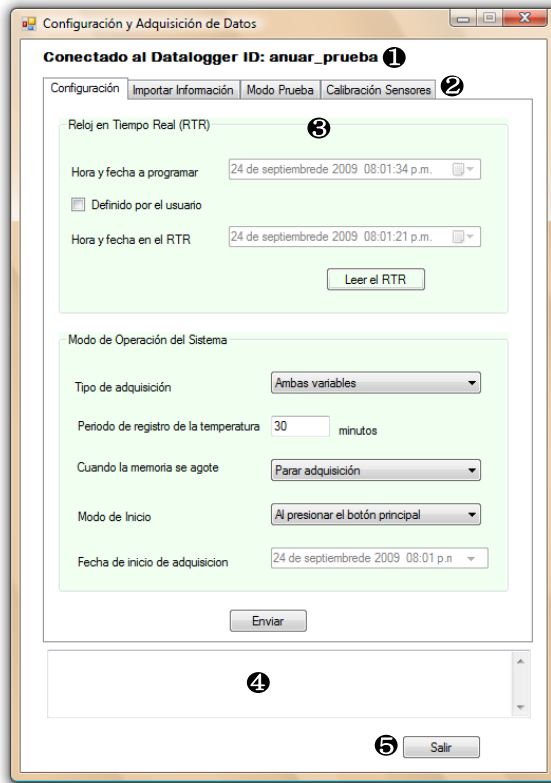 Configuración y Adquisición de Datos
Conectado al Datalogger ID: anuar_prueba ❶
Configuración Importar Información Modo Prueba Calibración Sensores ❷
Reloj en Tiempo Real (RTR) ❸
Hora y fecha a programar 24 de septiembrede 2009 08:01:34 p.m.
Definido por el usuario
Hora y fecha en el RTR 24 de septiembrede 2009 08:01:21 p.m.
Leer el RTR
Modo de Operación del Sistema
Tipo de adquisición Ambas variables
Periodo de registro de la temperatura 30 minutos
Cuando la memoria se agote Parar adquisición
Modo de Inicio Al presionar el botón principal
Fecha de inicio de adquisicion 24 de septiembrede 2009 08:01 p.n
Enviar
❹
❺ Salir